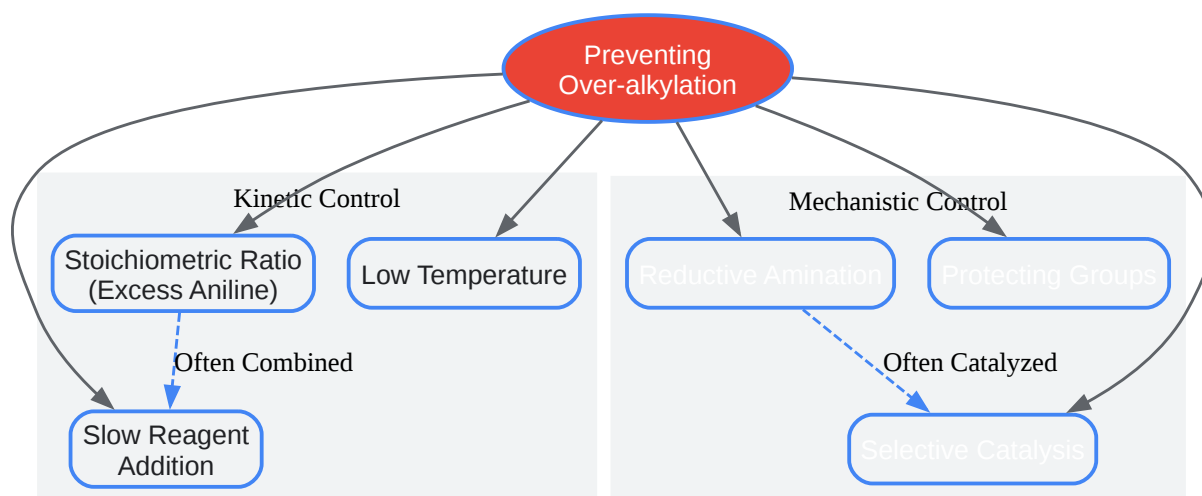 Preventing
Over-alkylation
Kinetic Control
Stoichiometric Ratio
(Excess Aniline)
Low Temperature
Often Combined
Slow Reagent
Addition
Mechanistic Control
Reductive Amination
Protecting Groups
Often Catalyzed
Selective Catalysis